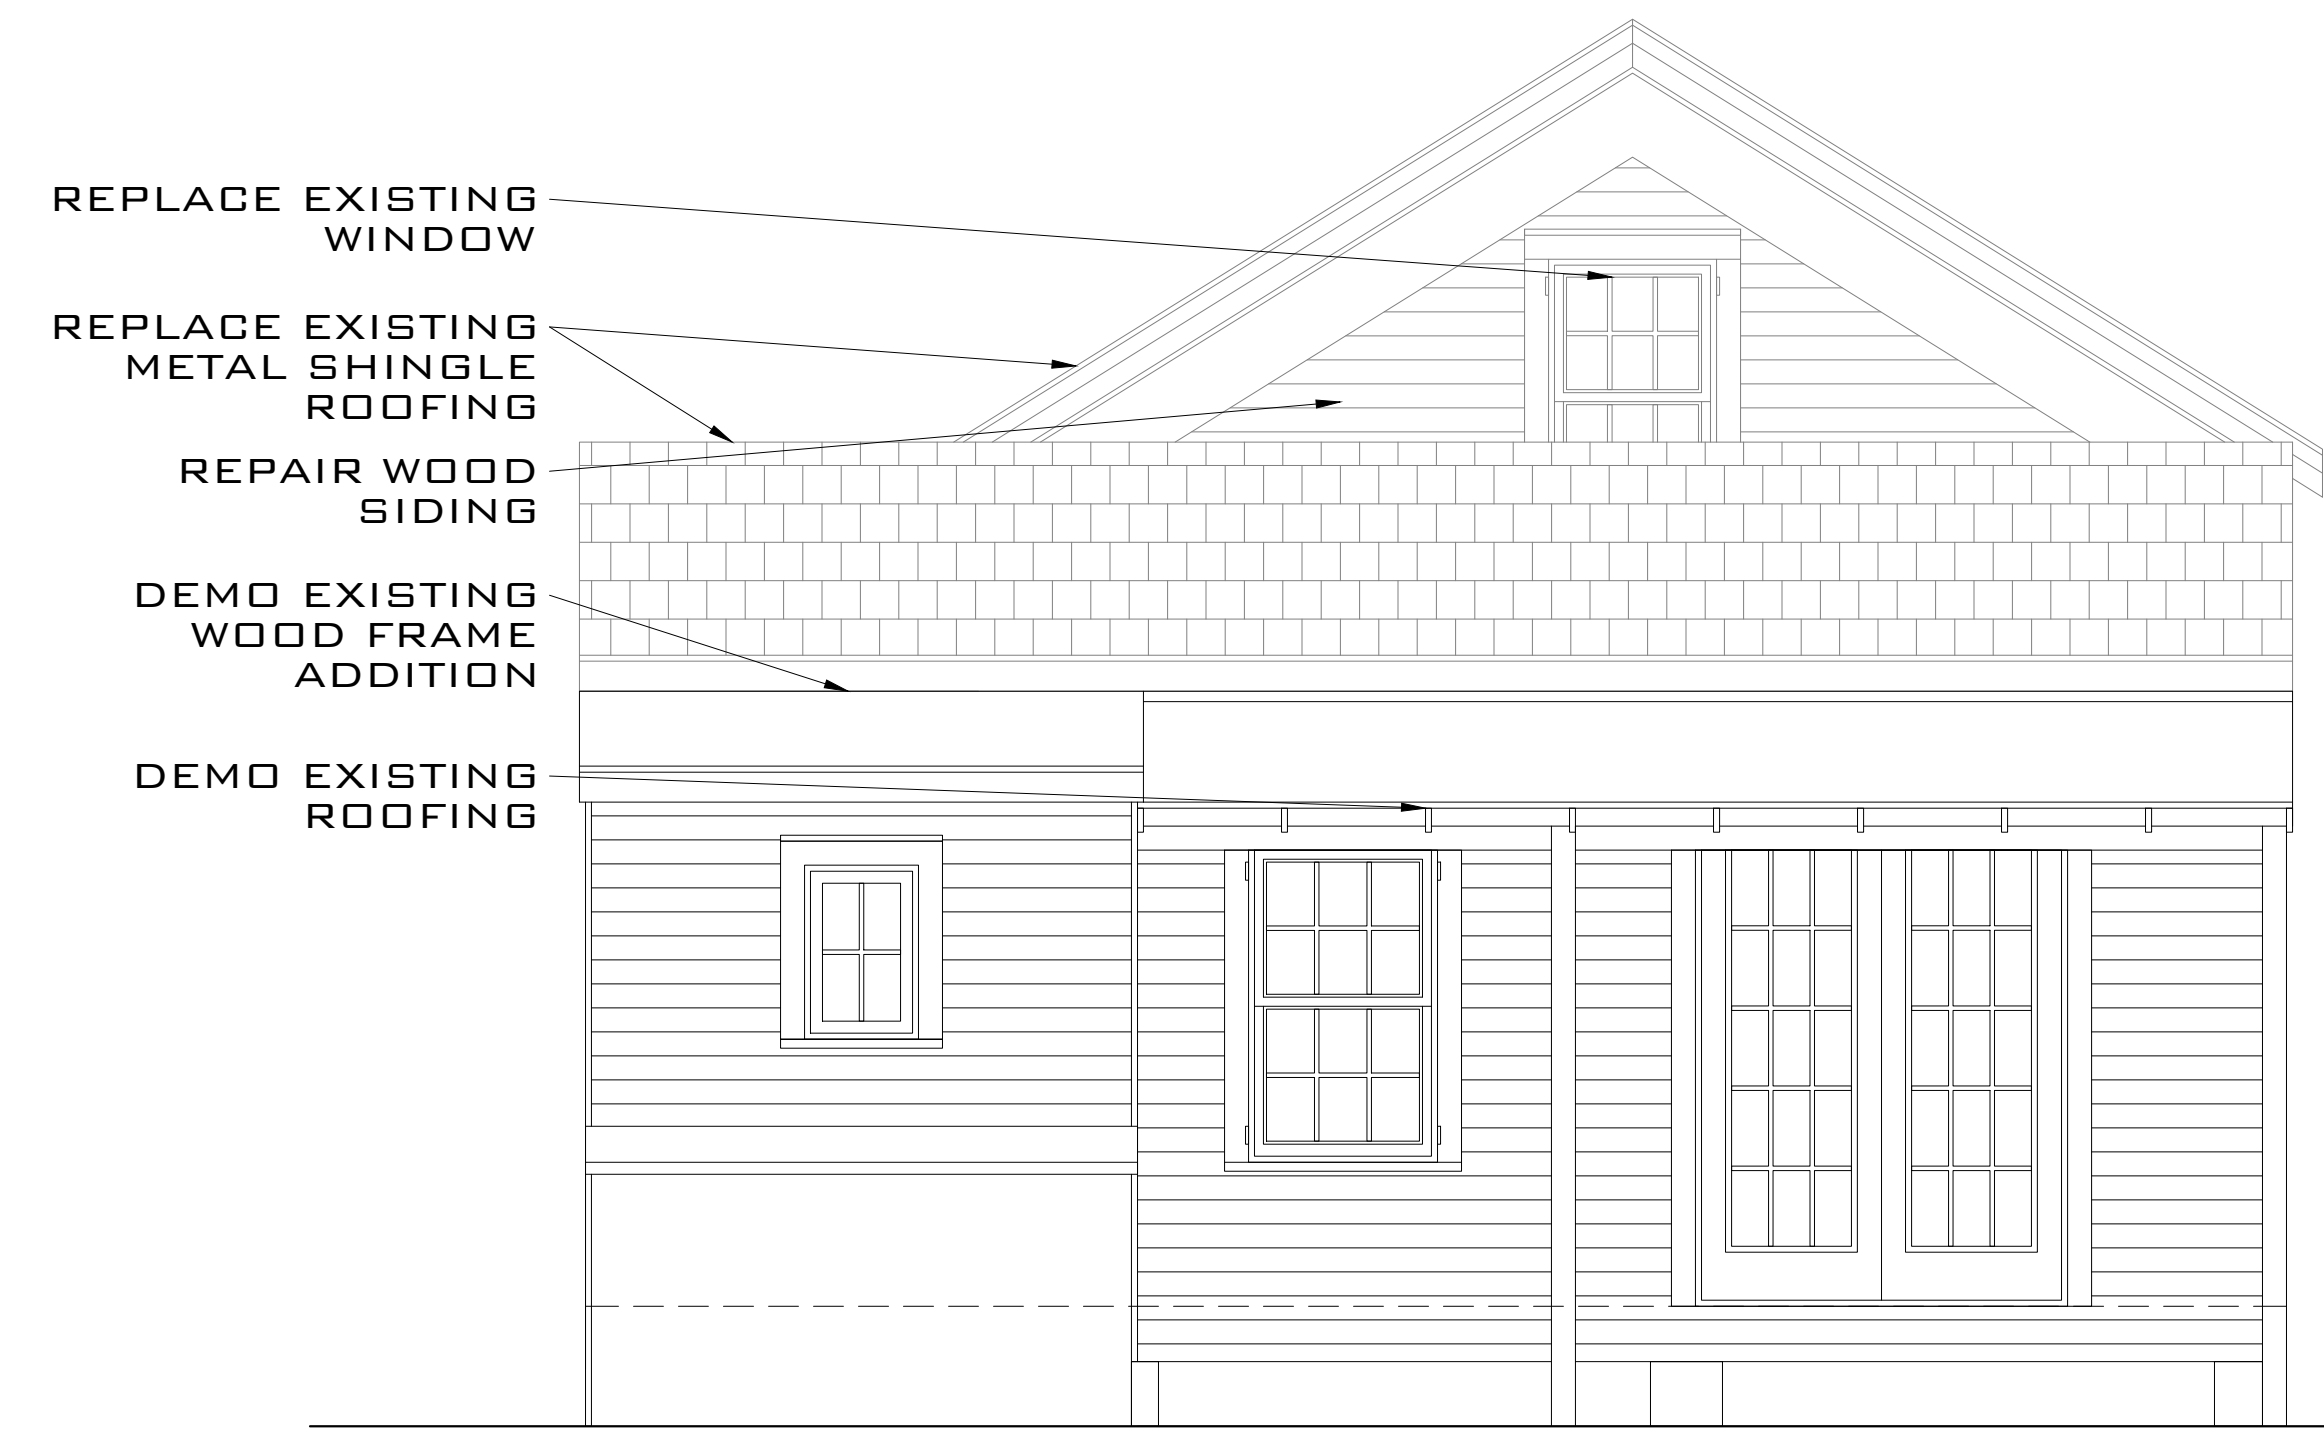 REPLACE EXISTING
WINDOW
REPLACE EXISTING
METAL SHINGLE
ROOFING
REPAIR WOOD
SIDING
DEMO EXISTING
WOOD FRAME
ADDITION
DEMO EXISTING
ROOFING